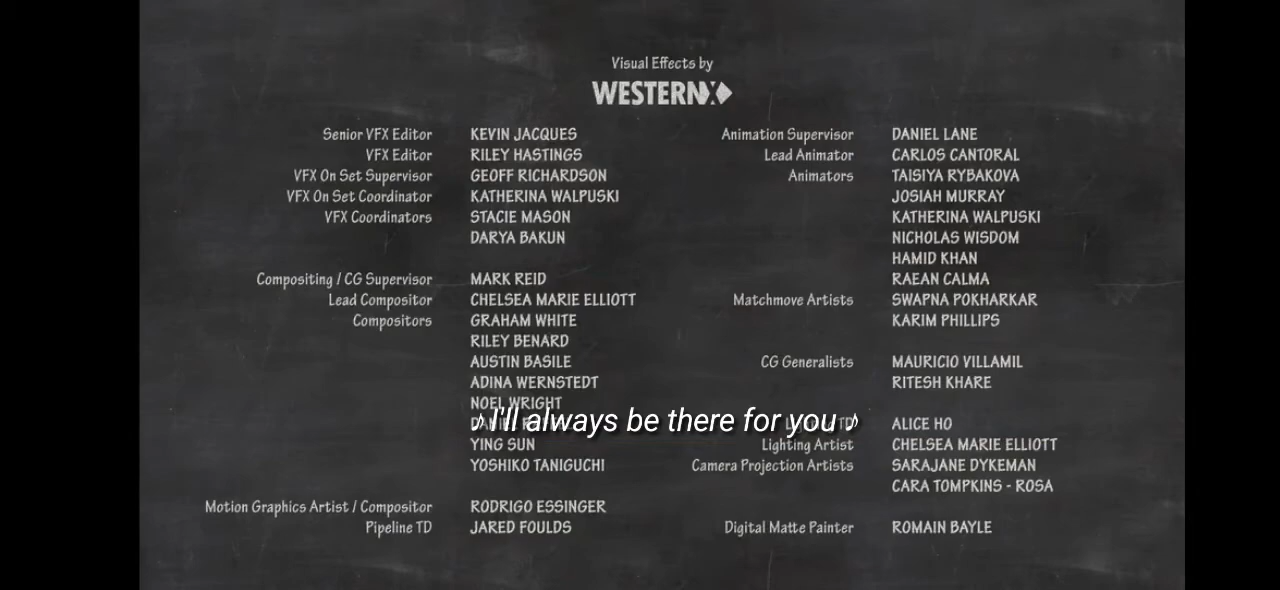 Visual Effects by
WESTERNX
Senior VFX Editor KEVIN JACQUES
VFX Editor RILEY HASTINGS
VFX On Set Supervisor GEOFF RICHARDSON
VFX On Set Coordinator KATHERINA WALPUSKI
VFX Coordinators STACIE MASON
DARYA BAKUN
Compositing / CG Supervisor MARK REID
Lead Compositor CHELSEA MARIE ELLIOTT
Compositors GRAHAM WHITE
RILEY BENARD
AUSTIN BASILE
ADINA WERNSTEDT
NOEL WRIGHT
YING SUN
YOSHIKO TANIGUCHI
Motion Graphics Artist / Compositor RODRIGO ESSINGER
Pipeline TD JARED FOULDS
Animation Supervisor DANIEL LANE
Lead Animator CARLOS CANTORAL
Animators TAISIYA RYBAKOVA
JOSIAH MURRAY
KATHERINA WALPUSKI
NICHOLAS WISDOM
HAMID KHAN
RAEAN CALMA
Matchmove Artists SWAPNA POKHARKAR
KARIM PHILLIPS
CG Generalists MAURICIO VILLAMIL
RITESH KHARE
ALICE HO
Lighting Artist CHELSEA MARIE ELLIOTT
Camera Projection Artists SARAJANE DYKEMAN
CARA TOMPKINS - ROSA
Digital Matte Painter ROMAIN BAYLE
♪ I'll always be there for you ♪